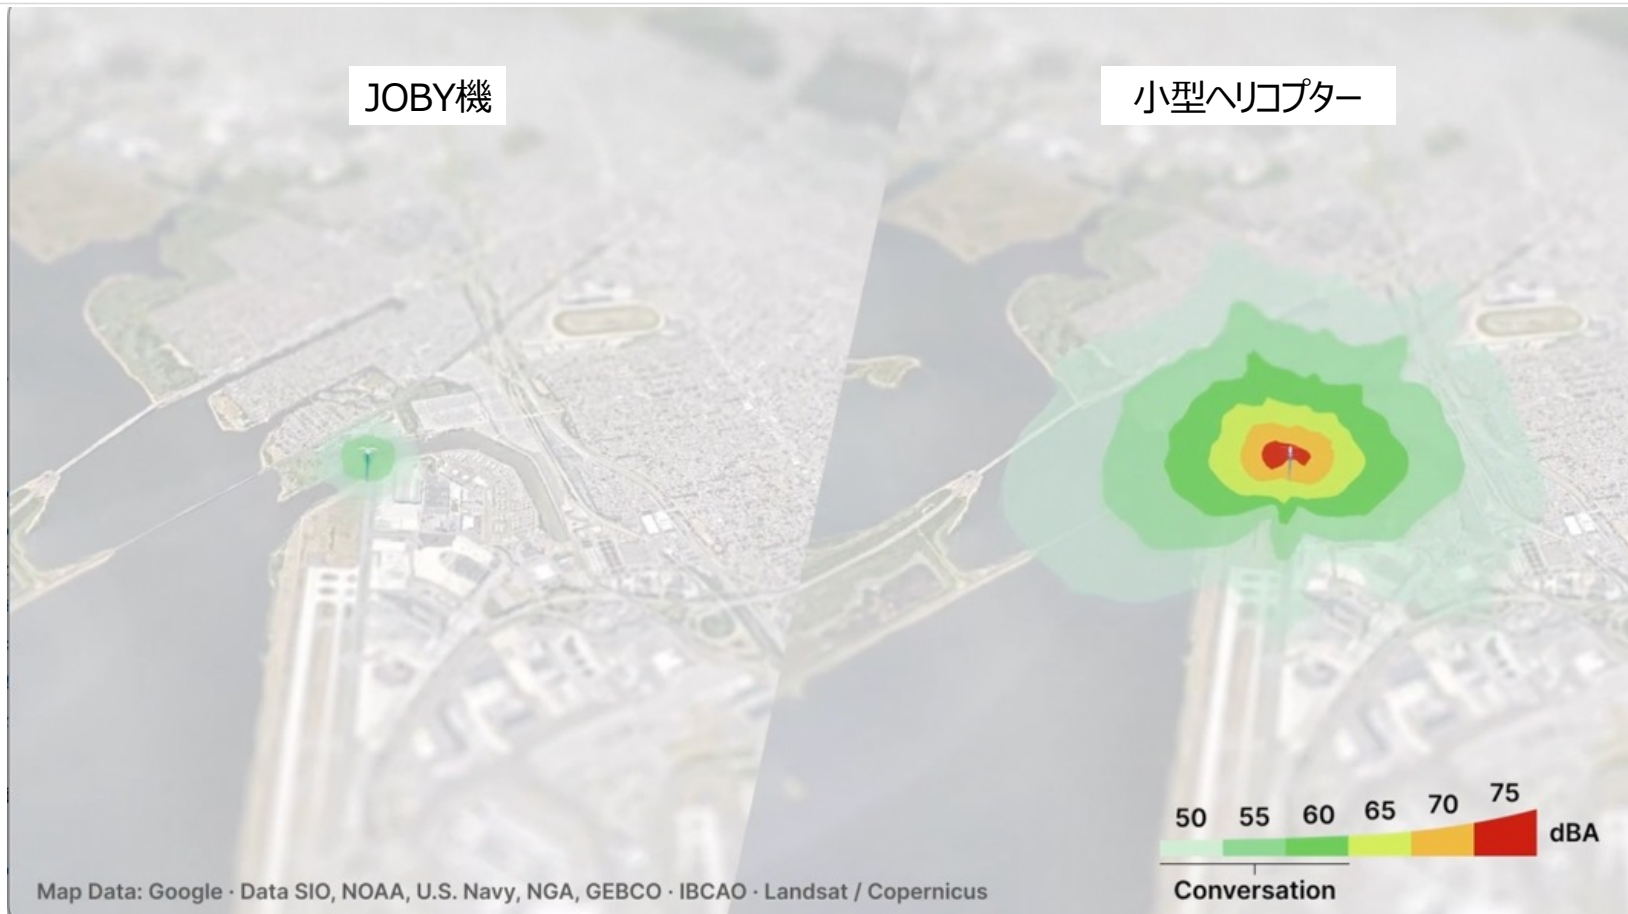 JOBY機
小型ヘリコプター
50 55 60 65 70 75
dBA
Conversation
Map Data: Google · Data SIO, NOAA, U.S. Navy, NGA, GEBCO · IBCAO · Landsat / Copernicus